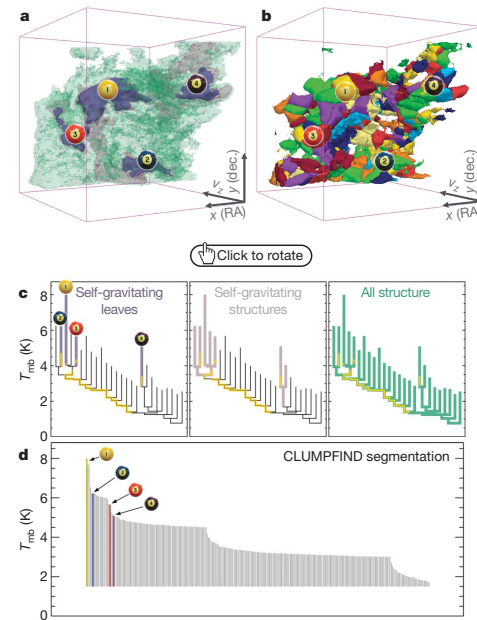 a
b
1
4
3
2
1
4
3
2
v_z
y (dec.)
x (RA)
v_z
y (dec.)
x (RA)
Click to rotate
c
Self-gravitating
leaves
Self-gravitating
structures
All structure
1
2
3
4
8
6
4
2
0
T_mb (K)
d
CLUMPFIND segmentation
1
2
3
4
8
6
4
2
0
T_mb (K)